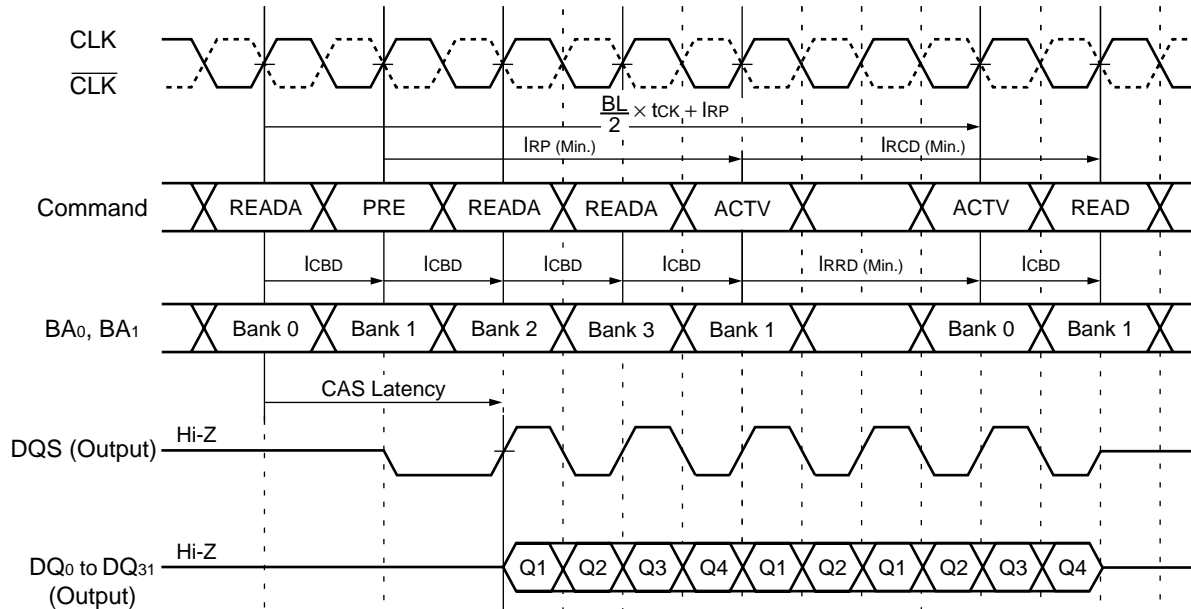 CLK
CLK
BL/2 × tCK + lRP
lRP (Min.) lRCD (Min.)
Command READA PRE READA READA ACTV ACTV READ
lCBD lCBD lCBD lCBD lRRD (Min.) lCBD
BA0, BA1 Bank 0 Bank 1 Bank 2 Bank 3 Bank 1 Bank 0 Bank 1
CAS Latency
DQS (Output) Hi-Z
DQ0 to DQ31 Hi-Z Q1 Q2 Q3 Q4 Q1 Q2 Q1 Q2 Q3 Q4
(Output)